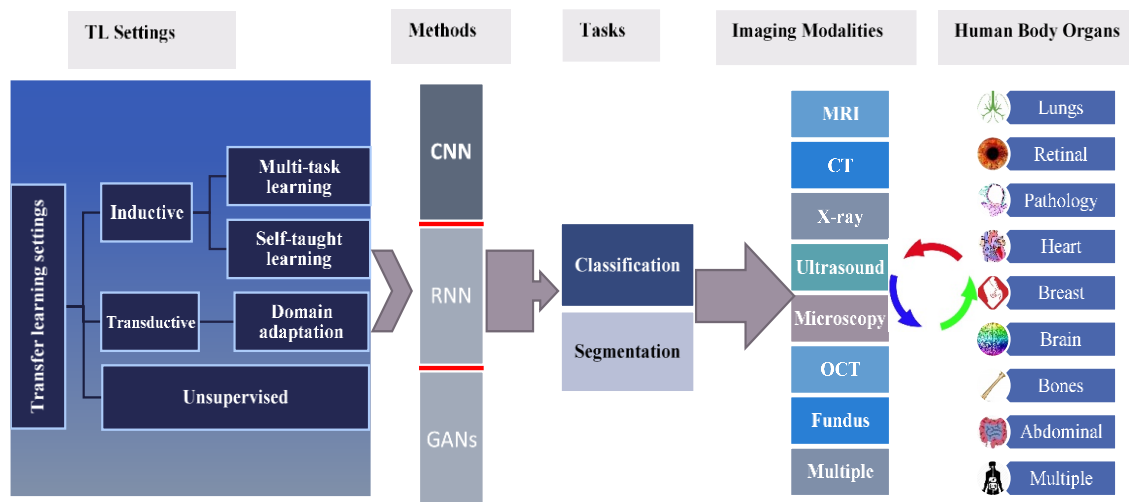 TL Settings
Methods
Tasks
Imaging Modalities
Human Body Organs
Transfer learning settings
Inductive
Multi-task
learning
Self-taught
learning
Transductive
Domain
adaptation
Unsupervised
CNN
RNN
GANs
Classification
Segmentation
MRI
CT
X-ray
Ultrasound
Microscopy
OCT
Fundus
Multiple
Lungs
Retinal
Pathology
Heart
Breast
Brain
Bones
Abdominal
Multiple